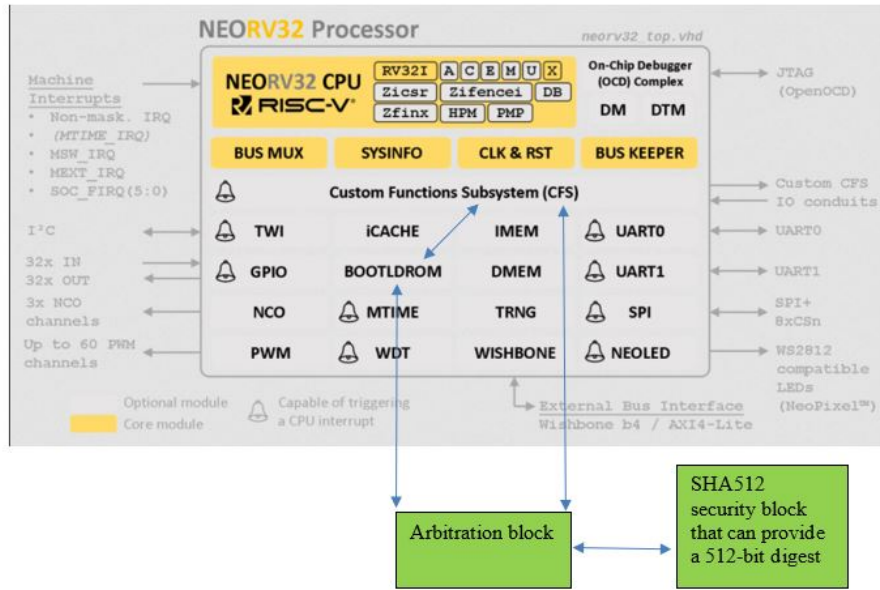 NEORV32 Processor
neorv32_top.vhd
Machine
Interrupts
• Non-mask. IRQ
• (MTIME_IRQ)
• MSW_IRQ
• MEXT_IRQ
• SOC_FIRQ(5:0)
I²C
32x IN
32x OUT
3x NCO
channels
Up to 60 PWM
channels
NEORV32 CPU
RISC-V®
RV32I A C E M U X
Zicsr Zifencei DB
Zfinx HPM PMP
On-Chip Debugger
(OCD) Complex
DM DTM
BUS MUX SYSINFO CLK & RST BUS KEEPER
Custom Functions Subsystem (CFS)
TWI iCACHE IMEM UART0
GPIO BOOTLDROM DMEM UART1
NCO MTIME TRNG SPI
PWM WDT WISHBONE NEOLED
JTAG
(OpenOCD)
Custom CFS
IO conduits
UART0
UART1
SPI+
8xCSn
WS2812
compatible
LEDs
(NeoPixel™)
Optional module
Core module
Capable of triggering
a CPU interrupt
External Bus Interface
Wishbone b4 / AXI4-Lite
Arbitration block
SHA512
security block
that can provide
a 512-bit digest